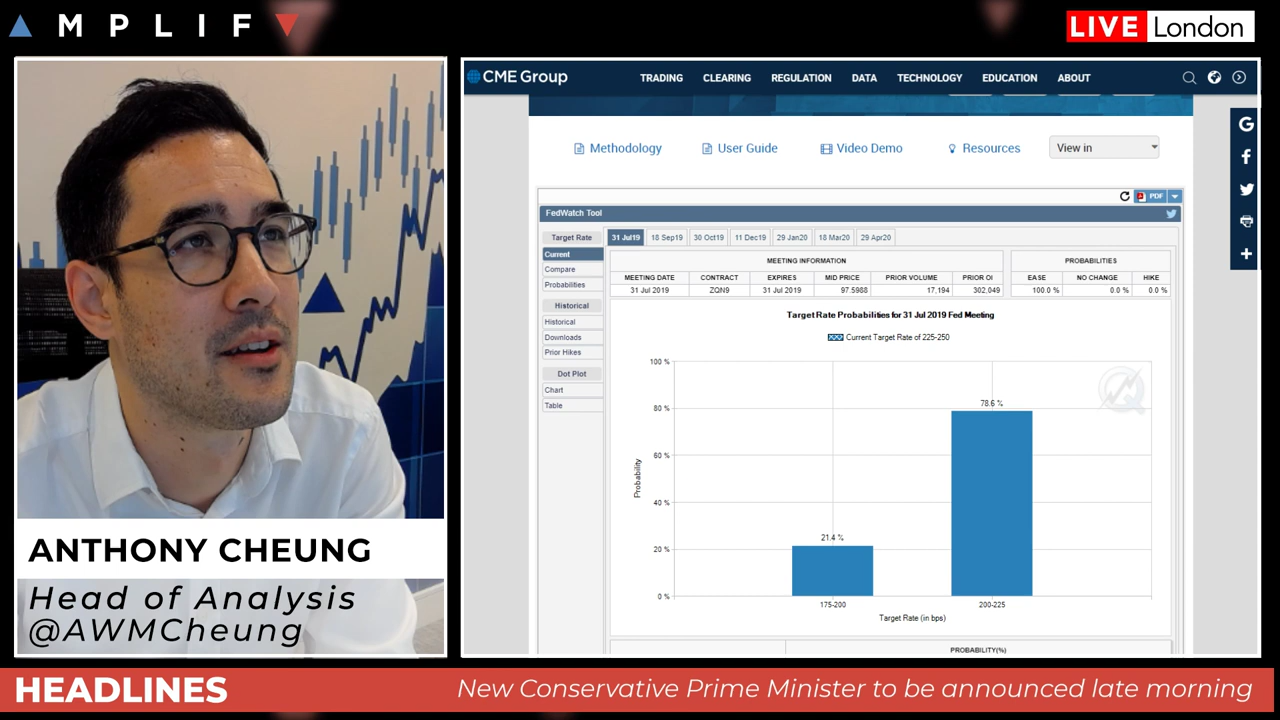 MPLIF
LIVE London
CME Group
TRADING CLEARING REGULATION DATA TECHNOLOGY EDUCATION ABOUT
Methodology User Guide Video Demo Resources View in
PDF
FedWatch Tool
Target Rate
Current
Compare
Probabilities
Historical
Historical
Downloads
Prior Hikes
Dot Plot
Chart
Table
31 Jul19 18 Sep19 30 Oct19 11 Dec19 29 Jan20 18 Mar20 29 Apr20
MEETING INFORMATION
MEETING DATE CONTRACT EXPIRES MID PRICE PRIOR VOLUME PRIOR OI
31 Jul 2019 ZQN9 31 Jul 2019 97.5988 17,194 302,049
PROBABILITIES
EASE NO CHANGE HIKE
100.0 % 0.0 % 0.0 %
Target Rate Probabilities for 31 Jul 2019 Fed Meeting
Current Target Rate of 225-250
Probability
100 %
80 %
60 %
40 %
20 %
0 %
21.4 %
78.6 %
175-200 200-225
Target Rate (in bps)
PROBABILITY(%)
ANTHONY CHEUNG
Head of Analysis
@AWMCheung
HEADLINES
New Conservative Prime Minister to be announced late morning